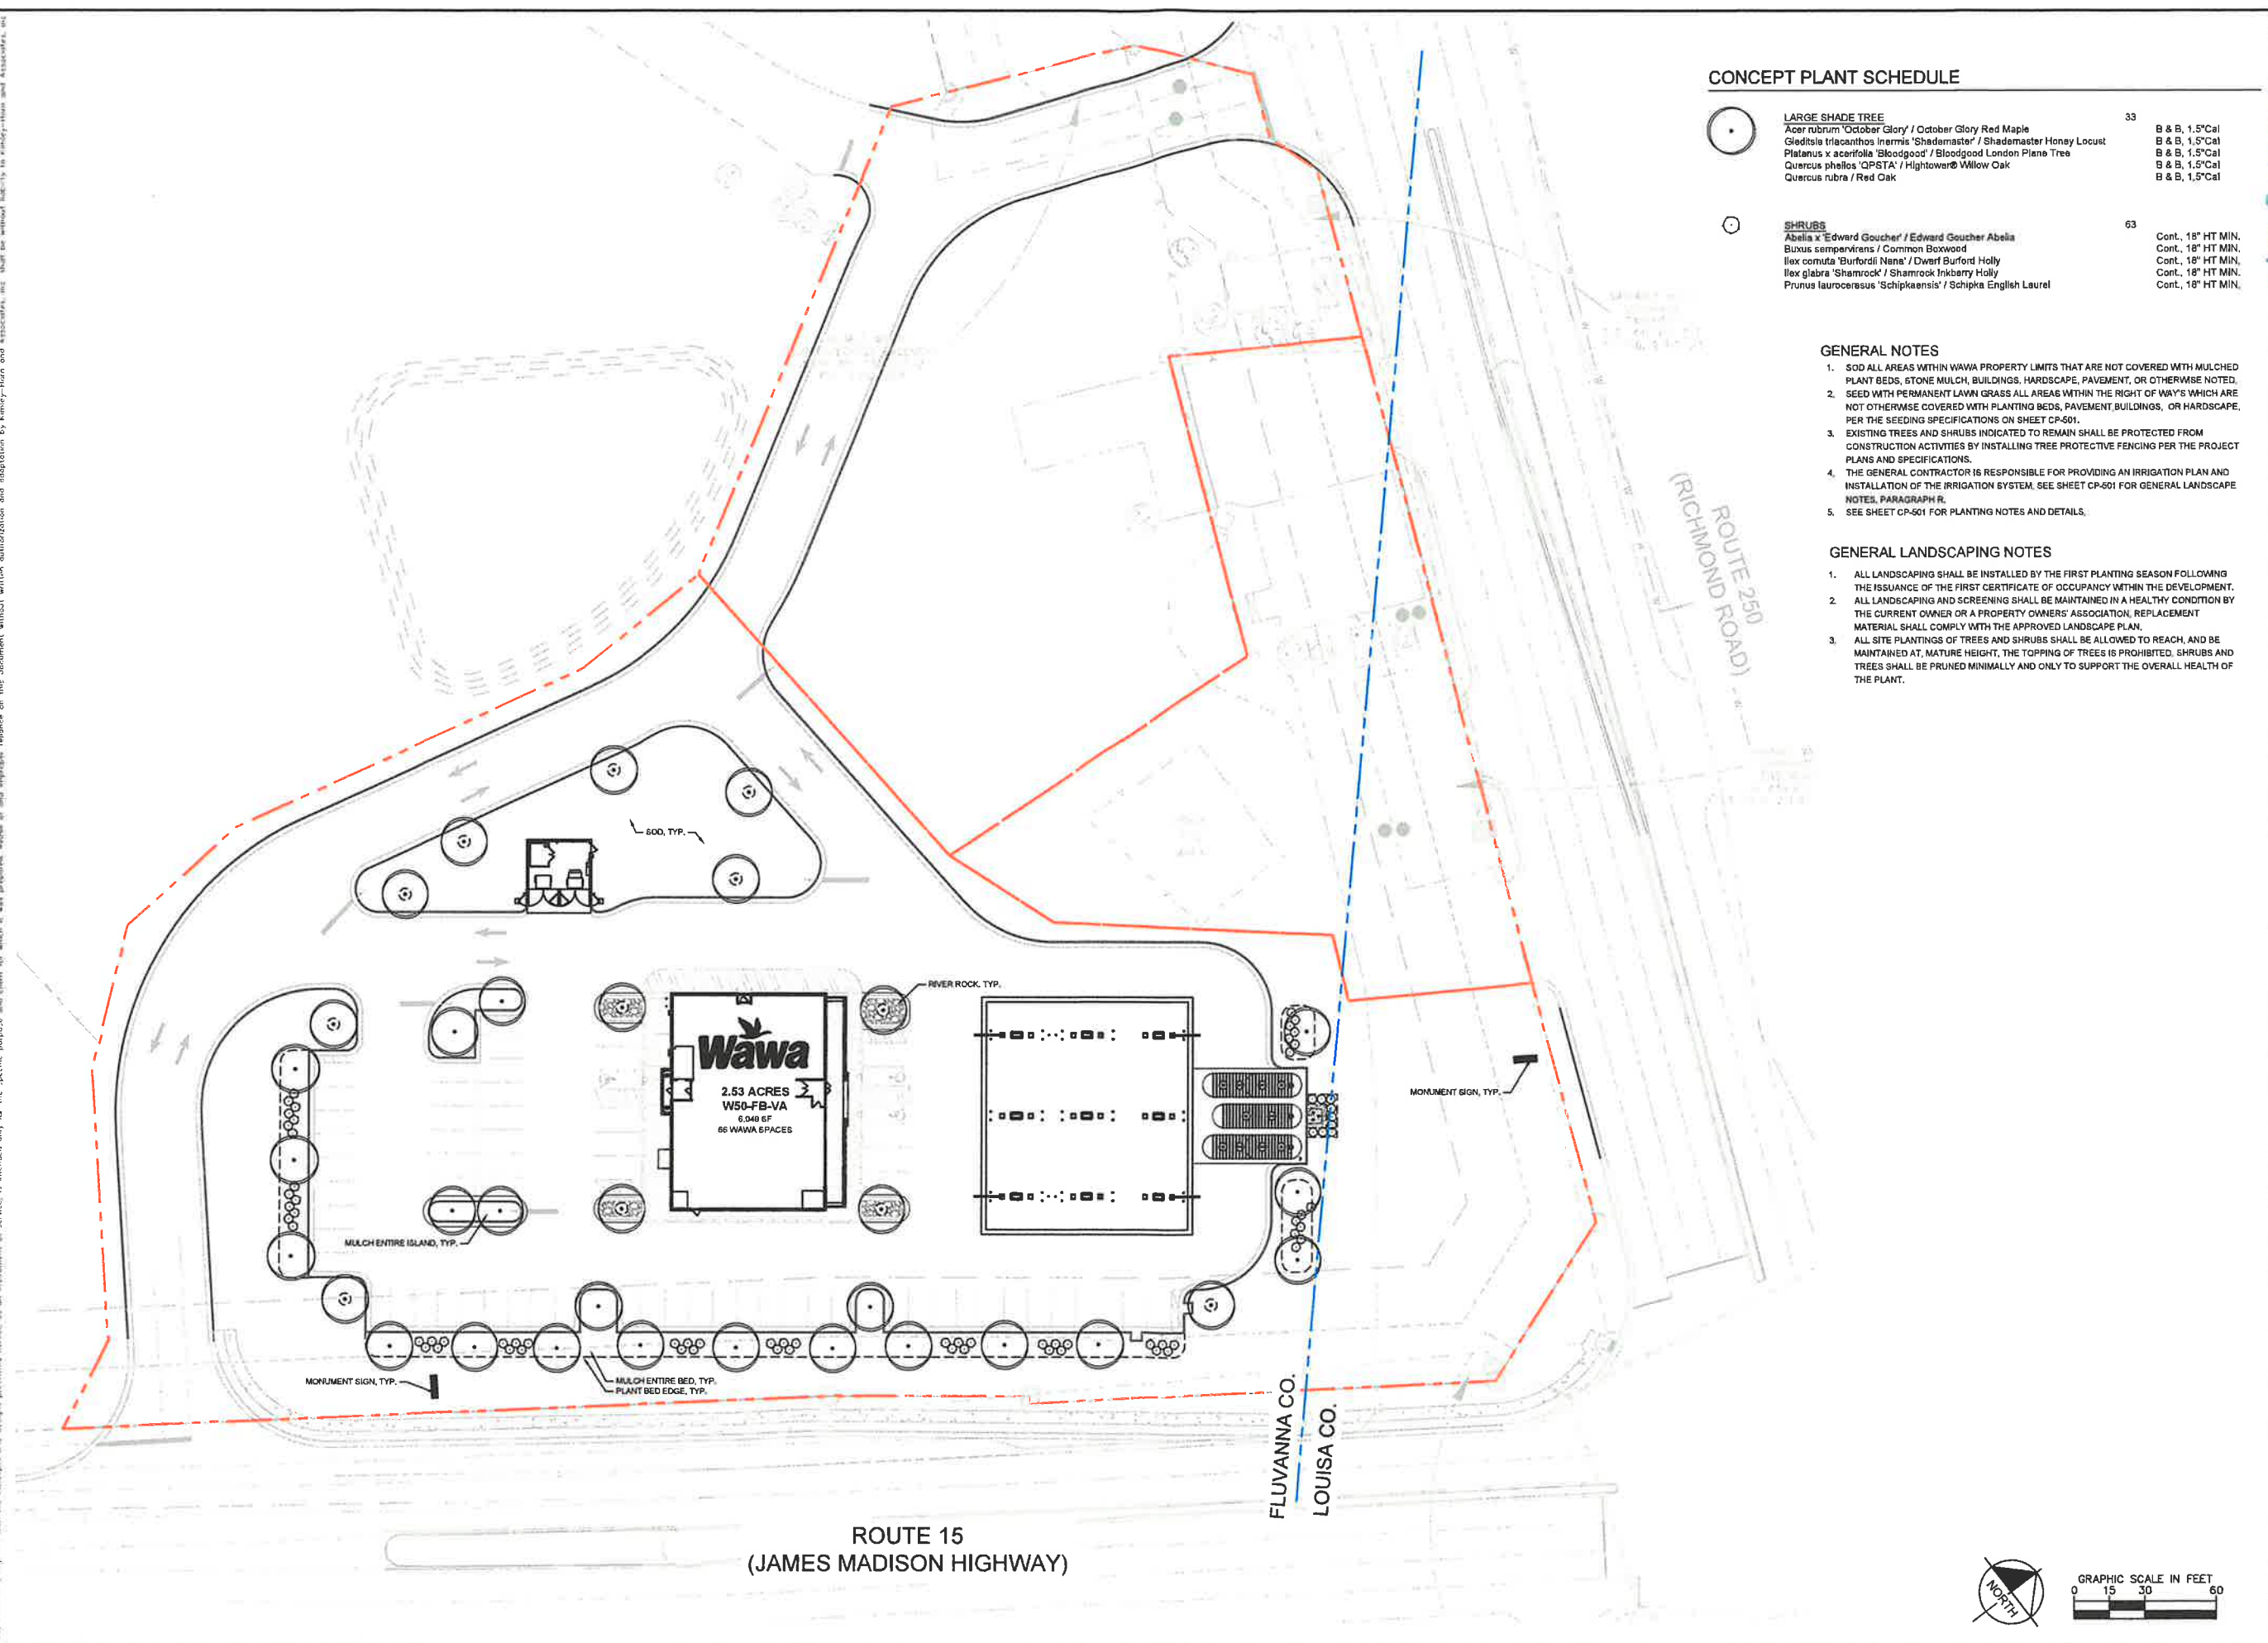 CONCEPT PLANT SCHEDULE
LARGE SHADE TREE 33
Acer rubrum 'October Glory' / October Glory Red Maple B & B, 1.5"Cal
Gleditsia triacanthos inermis 'Shademaster' / Shademaster Honey Locust B & B, 1.5"Cal
Platanus x acerifolia 'Bloodgood' / Bloodgood London Plane Tree B & B, 1.5"Cal
Quercus phellos 'QPSTA' / Hightower® Willow Oak B & B, 1.5"Cal
Quercus rubra / Red Oak B & B, 1.5"Cal
SHRUBS 63
Abelia x 'Edward Goucher' / Edward Goucher Abelia Cont., 18" HT MIN.
Buxus sempervirens / Common Boxwood Cont., 18" HT MIN.
Ilex cornuta 'Burfordii Nana' / Dwarf Burford Holly Cont., 18" HT MIN.
Ilex glabra 'Shamrock' / Shamrock Inkberry Holly Cont., 18" HT MIN.
Prunus laurocerasus 'Schipkaensis' / Schipka English Laurel Cont., 18" HT MIN.
GENERAL NOTES
1. SOD ALL AREAS WITHIN WAWA PROPERTY LIMITS THAT ARE NOT COVERED WITH MULCHED
PLANT BEDS, STONE MULCH, BUILDINGS, HARDSCAPE, PAVEMENT, OR OTHERWISE NOTED.
2. SEED WITH PERMANENT LAWN GRASS ALL AREAS WITHIN THE RIGHT OF WAY'S WHICH ARE
NOT OTHERWISE COVERED WITH PLANTING BEDS, PAVEMENT,BUILDINGS, OR HARDSCAPE,
PER THE SEEDING SPECIFICATIONS ON SHEET CP-501.
3. EXISTING TREES AND SHRUBS INDICATED TO REMAIN SHALL BE PROTECTED FROM
CONSTRUCTION ACTIVITIES BY INSTALLING TREE PROTECTIVE FENCING PER THE PROJECT
PLANS AND SPECIFICATIONS.
4. THE GENERAL CONTRACTOR IS RESPONSIBLE FOR PROVIDING AN IRRIGATION PLAN AND
INSTALLATION OF THE IRRIGATION SYSTEM. SEE SHEET CP-501 FOR GENERAL LANDSCAPE
NOTES, PARAGRAPH R.
5. SEE SHEET CP-501 FOR PLANTING NOTES AND DETAILS.
GENERAL LANDSCAPING NOTES
1. ALL LANDSCAPING SHALL BE INSTALLED BY THE FIRST PLANTING SEASON FOLLOWING
THE ISSUANCE OF THE FIRST CERTIFICATE OF OCCUPANCY WITHIN THE DEVELOPMENT.
2. ALL LANDSCAPING AND SCREENING SHALL BE MAINTAINED IN A HEALTHY CONDITION BY
THE CURRENT OWNER OR A PROPERTY OWNERS' ASSOCIATION. REPLACEMENT
MATERIAL SHALL COMPLY WITH THE APPROVED LANDSCAPE PLAN.
3. ALL SITE PLANTINGS OF TREES AND SHRUBS SHALL BE ALLOWED TO REACH, AND BE
MAINTAINED AT, MATURE HEIGHT, THE TOPPING OF TREES IS PROHIBITED, SHRUBS AND
TREES SHALL BE PRUNED MINIMALLY AND ONLY TO SUPPORT THE OVERALL HEALTH OF
THE PLANT.
ROUTE 250
(RICHMOND ROAD)
SOD, TYP.
RIVER ROCK, TYP.
Wawa
2.53 ACRES
W50-FB-VA
6,049 SF
66 WAWA SPACES
MONUMENT SIGN, TYP.
MULCH ENTIRE ISLAND, TYP.
MONUMENT SIGN, TYP.
MULCH ENTIRE BED, TYP.
PLANT BED EDGE, TYP.
FLUVANNA CO.
LOUISA CO.
ROUTE 15
(JAMES MADISON HIGHWAY)
NORTH
GRAPHIC SCALE IN FEET
0 15 30 60